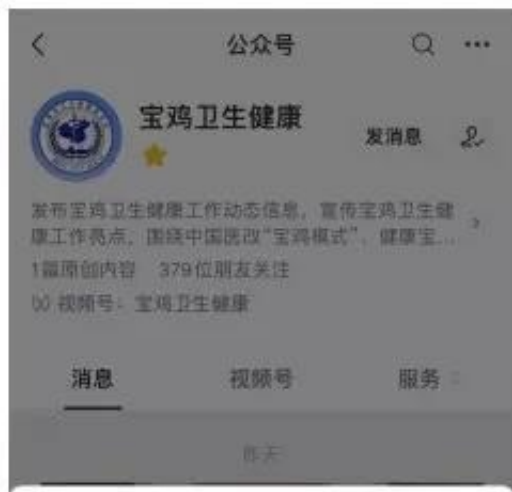 公众号
宝鸡卫生健康
发消息
发布宝鸡卫生健康工作动态信息，宣传宝鸡卫生健
康工作亮点，围绕中国医改“宝鸡模式”、健康宝...
1篇原创内容 379位朋友关注
视频号：宝鸡卫生健康
消息 视频号 服务
昨天